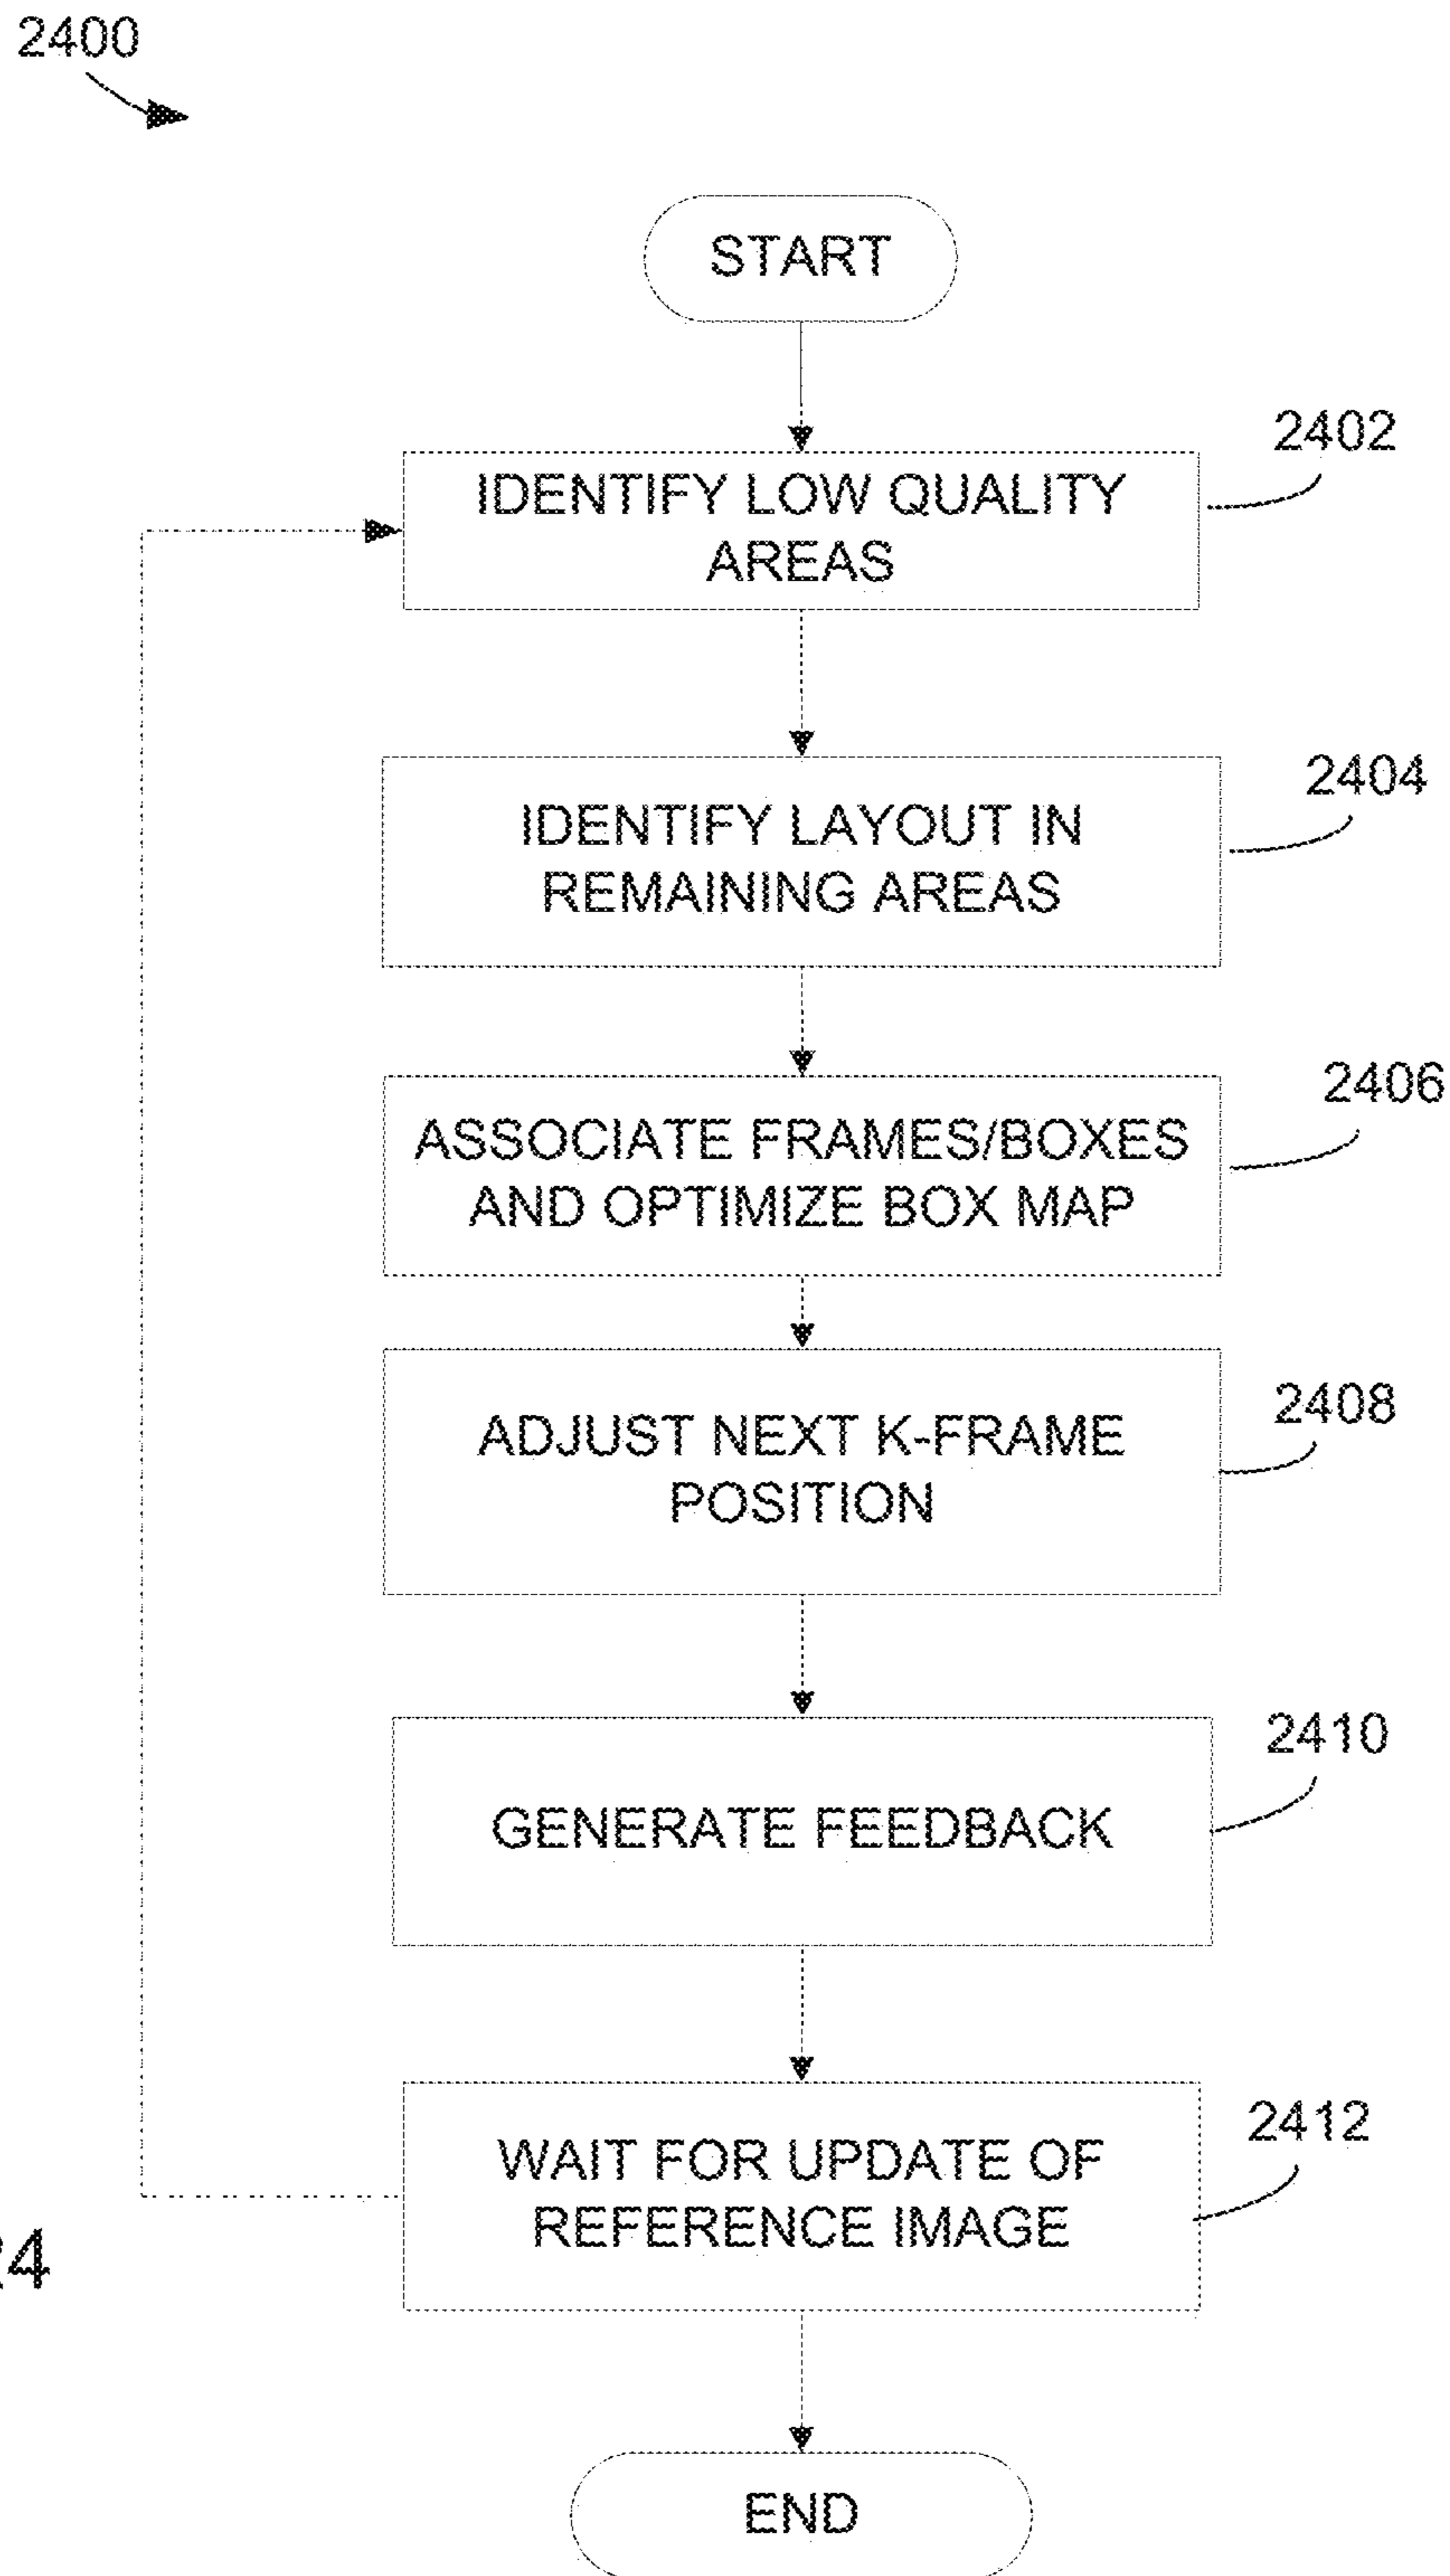 2400
START
2402
IDENTIFY LOW QUALITY
AREAS
2404
IDENTIFY LAYOUT IN
REMAINING AREAS
2406
ASSOCIATE FRAMES/BOXES
AND OPTIMIZE BOX MAP
2408
ADJUST NEXT K-FRAME
POSITION
2410
GENERATE FEEDBACK
2412
WAIT FOR UPDATE OF
REFERENCE IMAGE
END